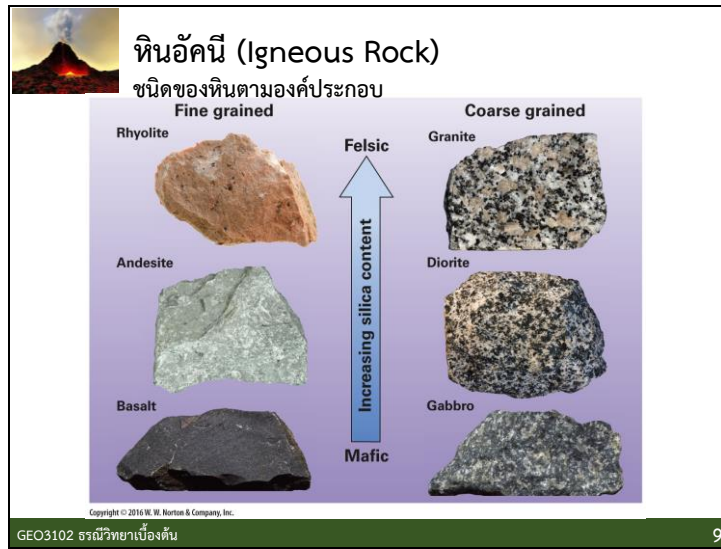 หินอัคนี (Igneous Rock)
ชนิดของหินตามองค์ประกอบ
Fine grained
Coarse grained
Rhyolite
Felsic
Granite
Andesite
Increasing silica content
Diorite
Basalt
Mafic
Gabbro
Copyright © 2016 W. W. Norton & Company, Inc.
GEO3102 ธรณีวิทยาเบื้องต้น
9